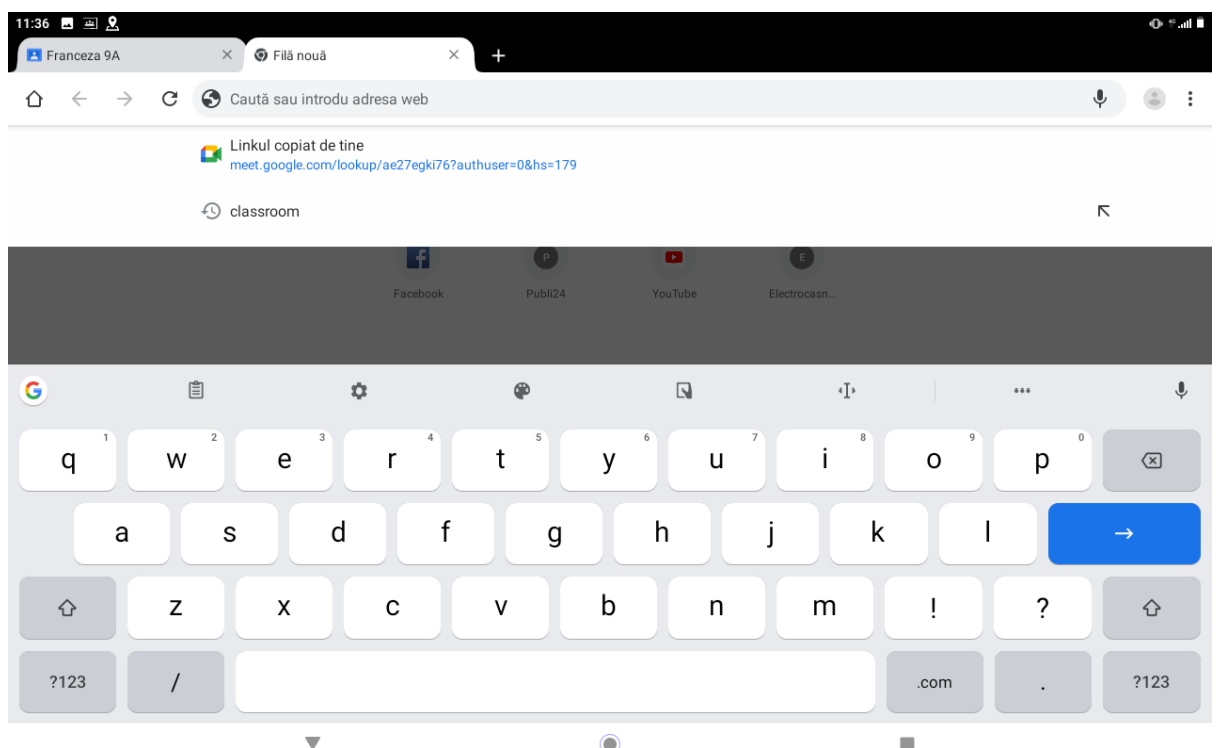 11:36
Franceza 9A
Filă nouă
Caută sau introdu adresa web
Linkul copiat de tine
meet.google.com/lookup/ae27egki76?authuser=0&hs=179
classroom
P E
Facebook Publi24 YouTube Electrocasn...
1 2 3 4 5 6 7 8 9 0
q w e r t y u i o p
a s d f g h j k l
z x c v b n m ! ?
?123 / .com . ?123